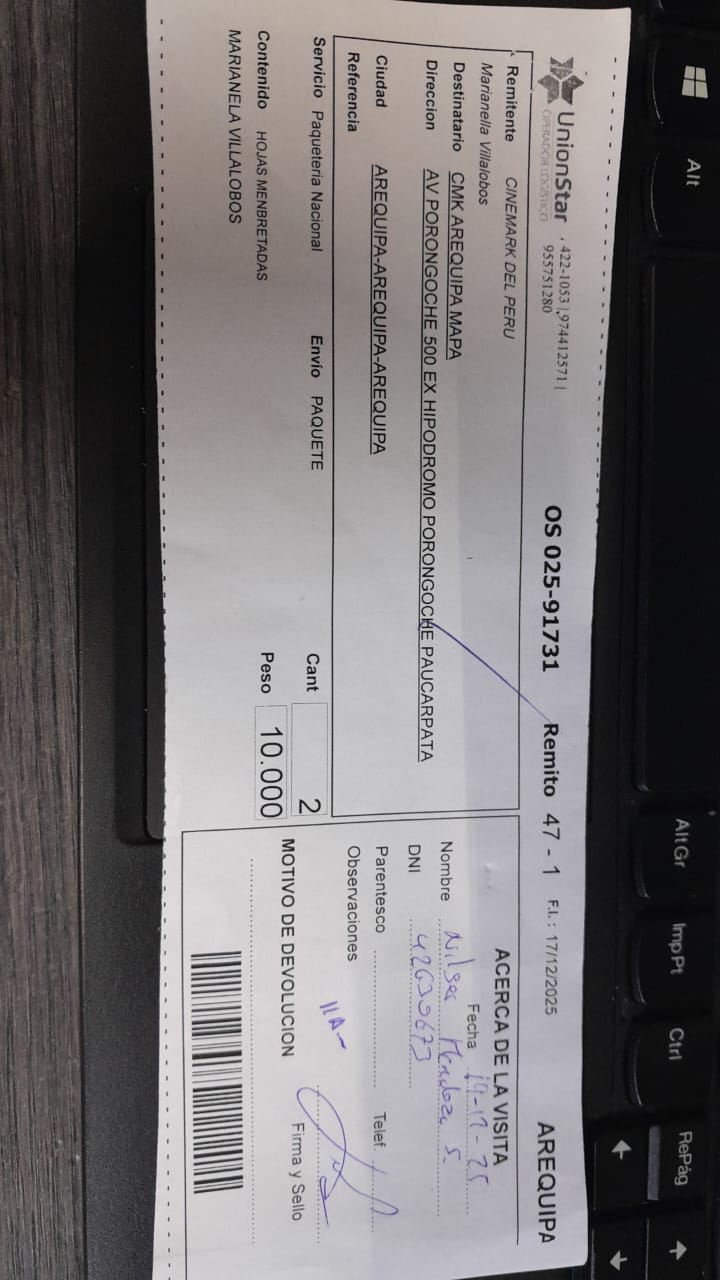 UnionStar , 422-1053 | 974412571 |
OPERADOR LOGÍSTICO 955751280
OS 025-91731 Remito 47 - 1 F.I. : 17/12/2025 AREQUIPA
Remitente CINEMARK DEL PERU
Marianella Villalobos
Destinatario CMK AREQUIPA MAPA
Direccion AV PORONGOCHE 500 EX HIPODROMO PORONGOCHE PAUCARPATA
Ciudad AREQUIPA-AREQUIPA-AREQUIPA
Referencia
Servicio Paqueteria Nacional Envío PAQUETE Cant 2
Contenido HOJAS MENBRETADAS Peso 10.000
MARIANELA VILLALOBOS
ACERCA DE LA VISITA
Fecha 19-12-25
Nombre Wilser Mendoza S.
DNI 42630673
Parentesco Telef
Observaciones
11A-
MOTIVO DE DEVOLUCION Firma y Sello
Alt
AltGr
ImpPt
Ctrl
RePág